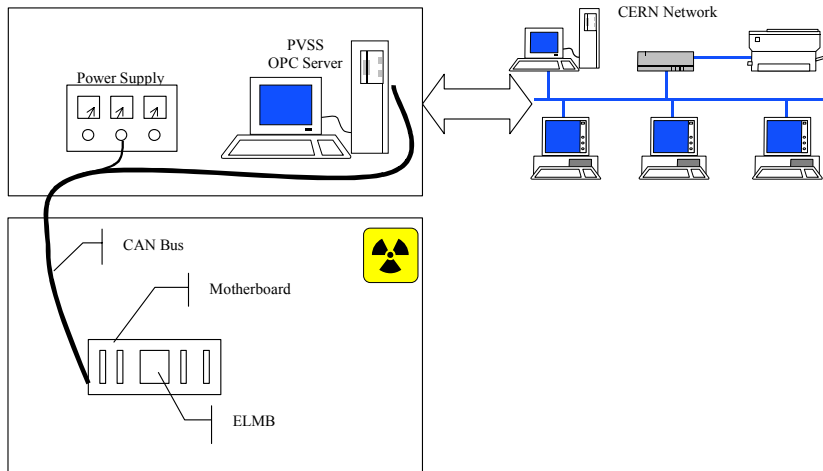 CERN Network
PVSS
OPC Server
Power Supply
CAN Bus
Motherboard
ELMB